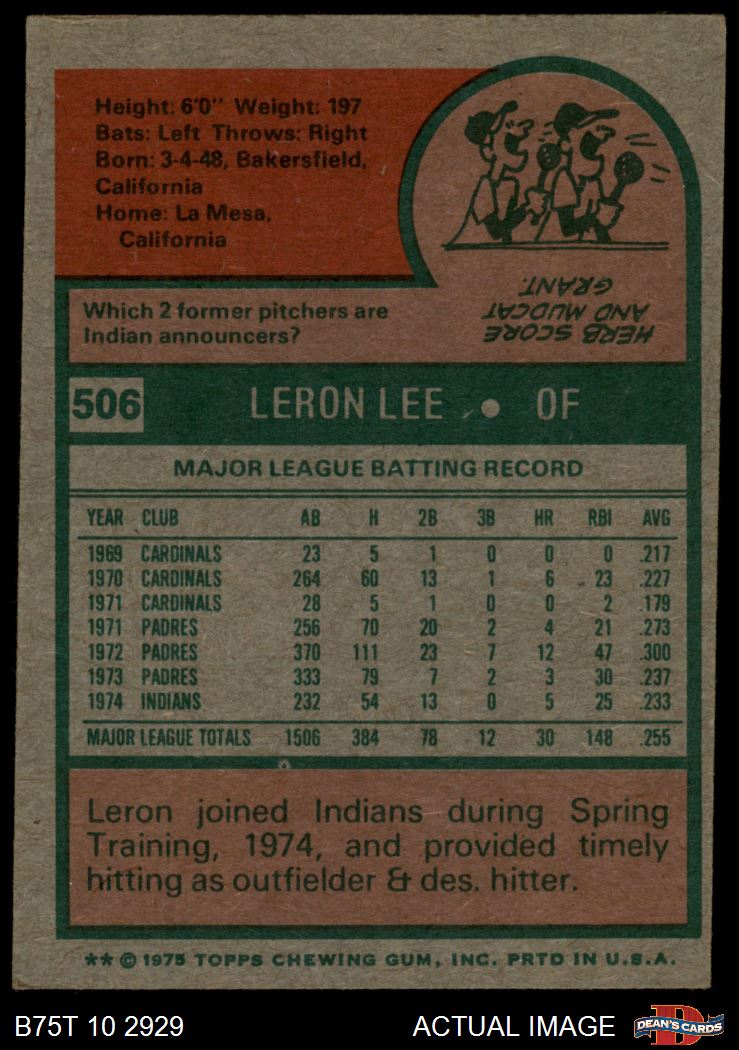 Height: 6'0" Weight: 197
Bats: Left Throws: Right
Born: 3-4-48, Bakersfield,
California
Home: La Mesa,
California
Which 2 former pitchers are
Indian announcers?
HERB SCORE
AND MUDCAT
GRANT.
506 LERON LEE • OF
MAJOR LEAGUE BATTING RECORD
YEAR CLUB AB H 2B 3B HR RBI AVG
1969 CARDINALS 23 5 1 0 0 0 .217
1970 CARDINALS 264 60 13 1 6 23 .227
1971 CARDINALS 28 5 1 0 0 2 .179
1971 PADRES 256 70 20 2 4 21 .273
1972 PADRES 370 111 23 7 12 47 .300
1973 PADRES 333 79 7 2 3 30 .237
1974 INDIANS 232 54 13 0 5 25 .233
MAJOR LEAGUE TOTALS 1506 384 78 12 30 148 .255
Leron joined Indians during Spring
Training, 1974, and provided timely
hitting as outfielder & des. hitter.
** © 1975 TOPPS CHEWING GUM, INC. PRTD IN U.S.A.
B75T 10 2929 ACTUAL IMAGE D DEAN'S CARDS